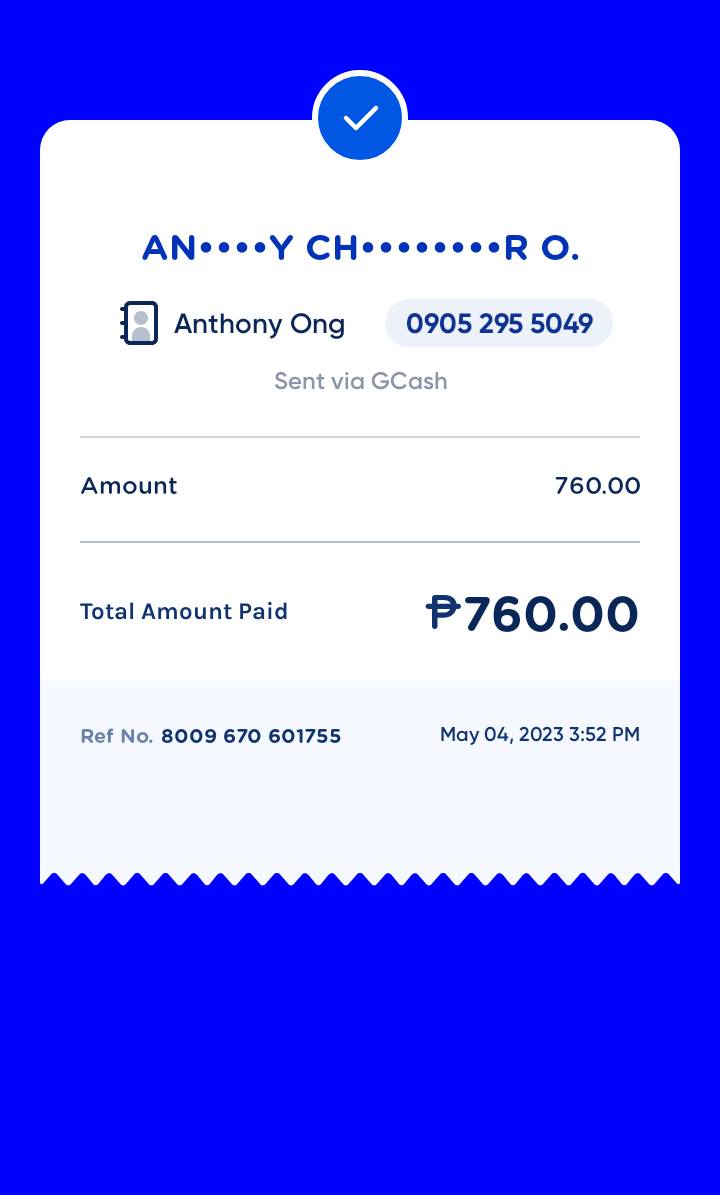 AN••••Y CH••••••••R O.
Anthony Ong 0905 295 5049
Sent via GCash
Amount 760.00
Total Amount Paid ₱760.00
Ref No. 8009 670 601755 May 04, 2023 3:52 PM